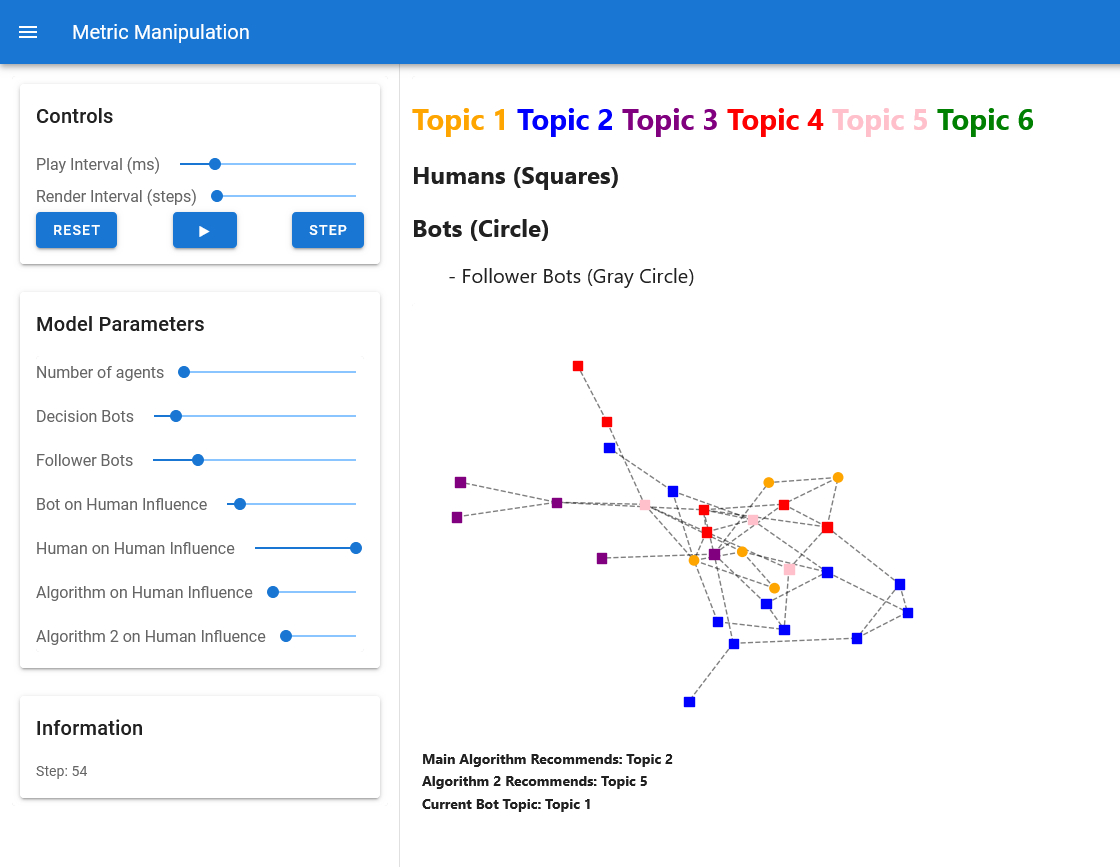 Metric Manipulation
Controls
Play Interval (ms)
Render Interval (steps)
RESET
STEP
Model Parameters
Number of agents
Decision Bots
Follower Bots
Bot on Human Influence
Human on Human Influence
Algorithm on Human Influence
Algorithm 2 on Human Influence
Information
Step: 54
Topic 1 Topic 2 Topic 3 Topic 4 Topic 5 Topic 6
Humans (Squares)
Bots (Circle)
- Follower Bots (Gray Circle)
Main Algorithm Recommends: Topic 2
Algorithm 2 Recommends: Topic 5
Current Bot Topic: Topic 1